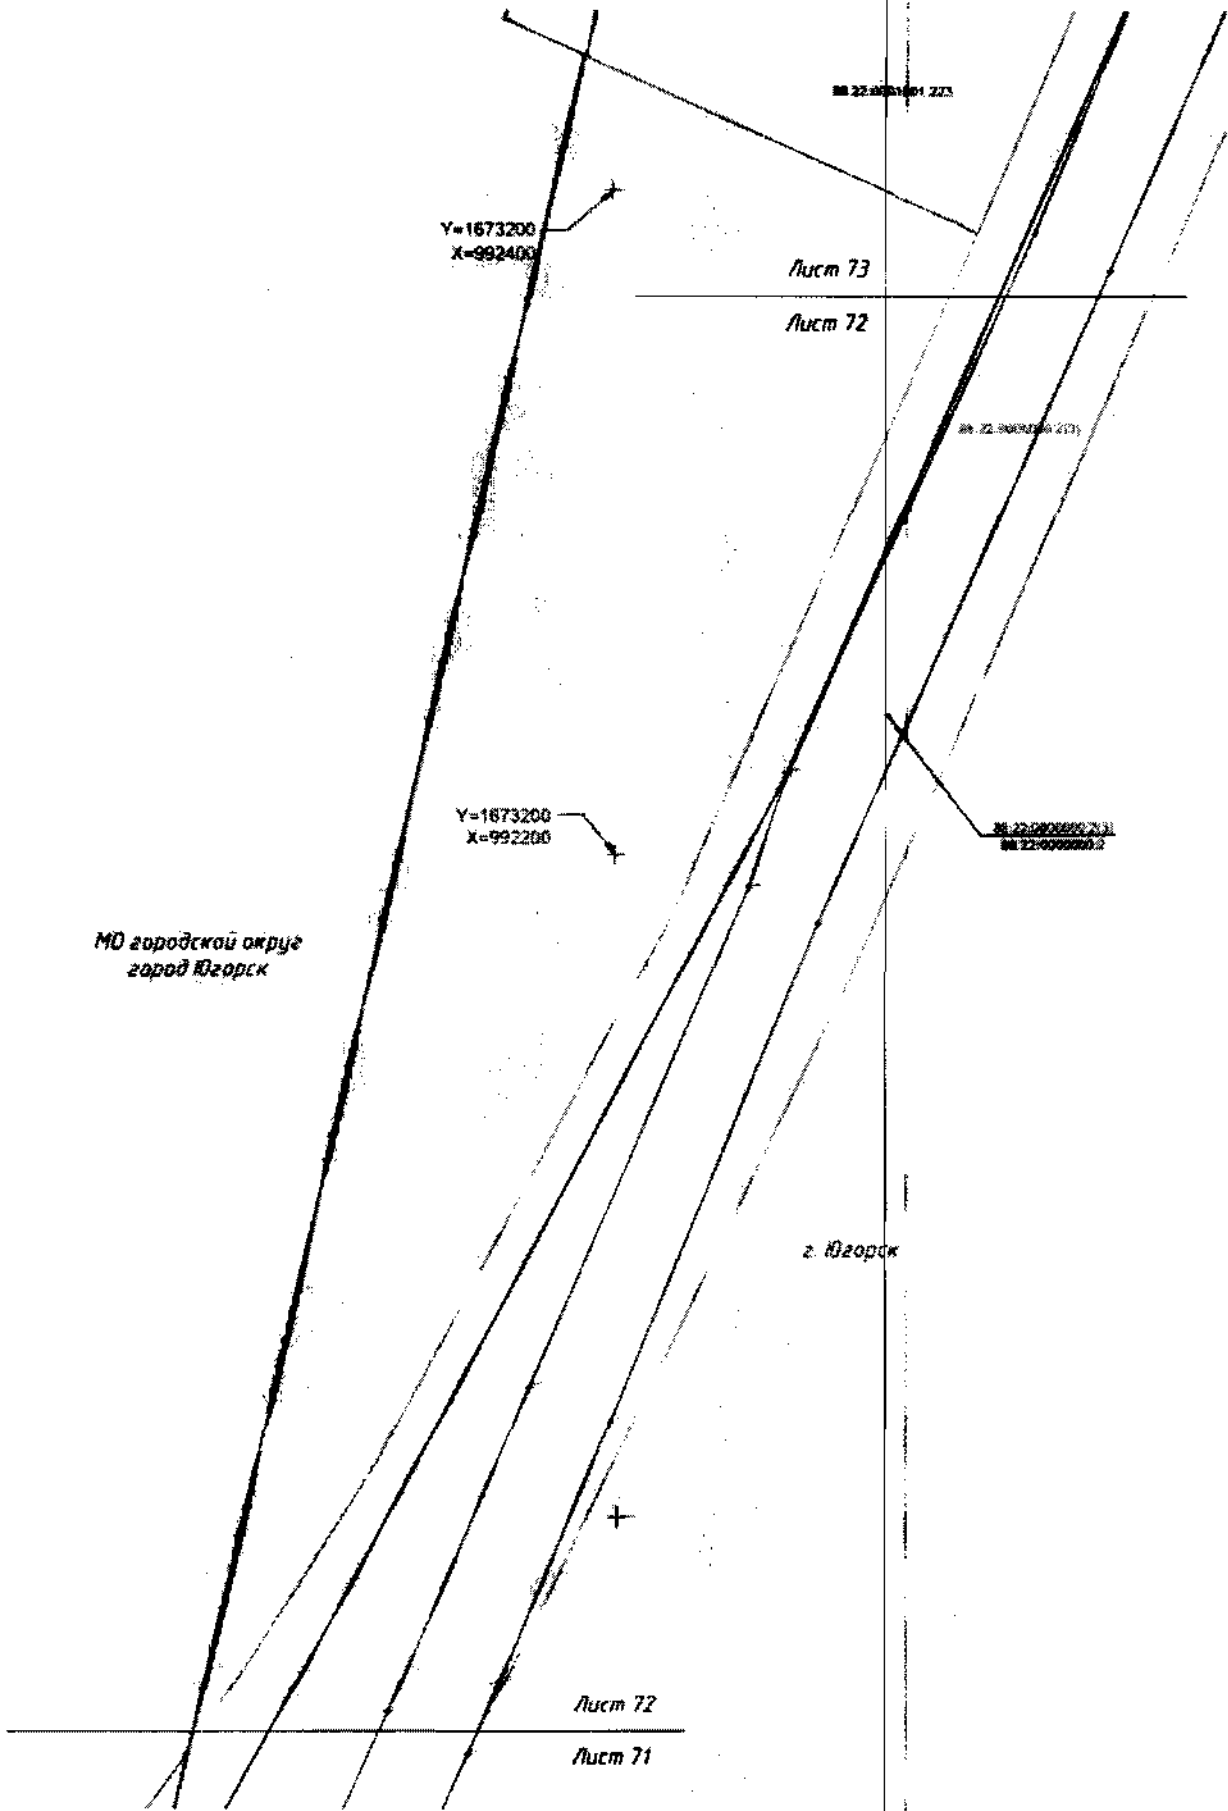 Y=1673200
X=992400
Лист 73
Лист 72
Y=1673200
X=992200
МО городской округ
город Югорск
г. Югорск
Лист 72
Лист 71